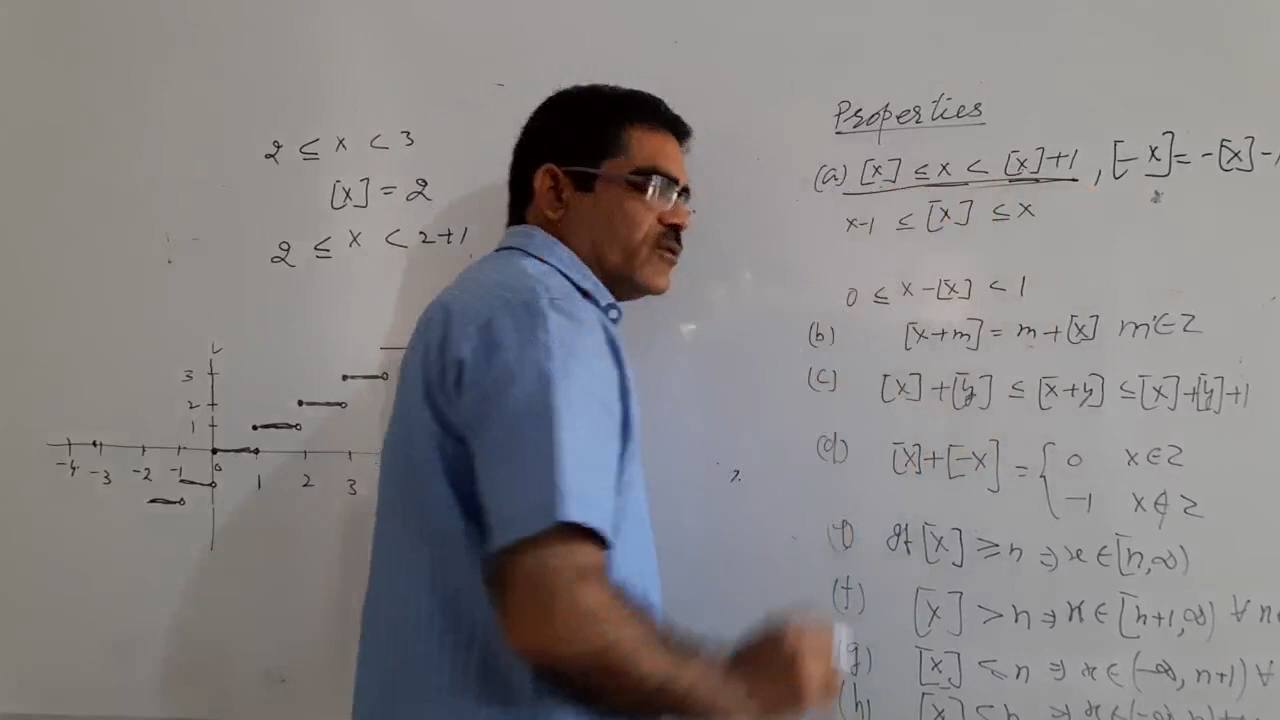 2 ≤ x < 3
[x] = 2
2 ≤ x < 2+1
3
2
1
-4 -3 -2 -1 0 1 2 3
Properties
(a) [x] ≤ x < [x]+1 , [-x] = -[x]-1
x-1 ≤ [x] ≤ x
0 ≤ x-[x] < 1
(b) [x+m] = m+[x] m∈Z
(c) [x]+[y] ≤ [x+y] ≤ [x]+[y]+1
(d) [x]+[-x] = { 0 x∈Z
-1 x∉Z
If [x] ≥ n ⇒ x∈[n,∞)
(f) [x] > n ⇒ x∈[n+1,∞) ∀ n
(g) [x] ≤ n ⇒ x∈(-∞, n+1) ∀
(h) [x]